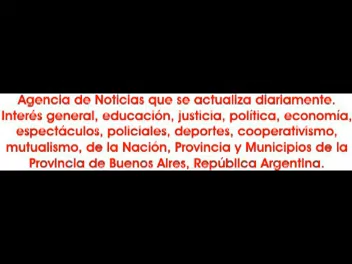 Agencia de Noticias que se actualiza diariamente.
Interés general, educación, justicia, política, economía,
espectáculos, policiales, deportes, cooperativismo,
mutualismo, de la Nación, Provincia y Municipios de la
Provincia de Buenos Aires, República Argentina.